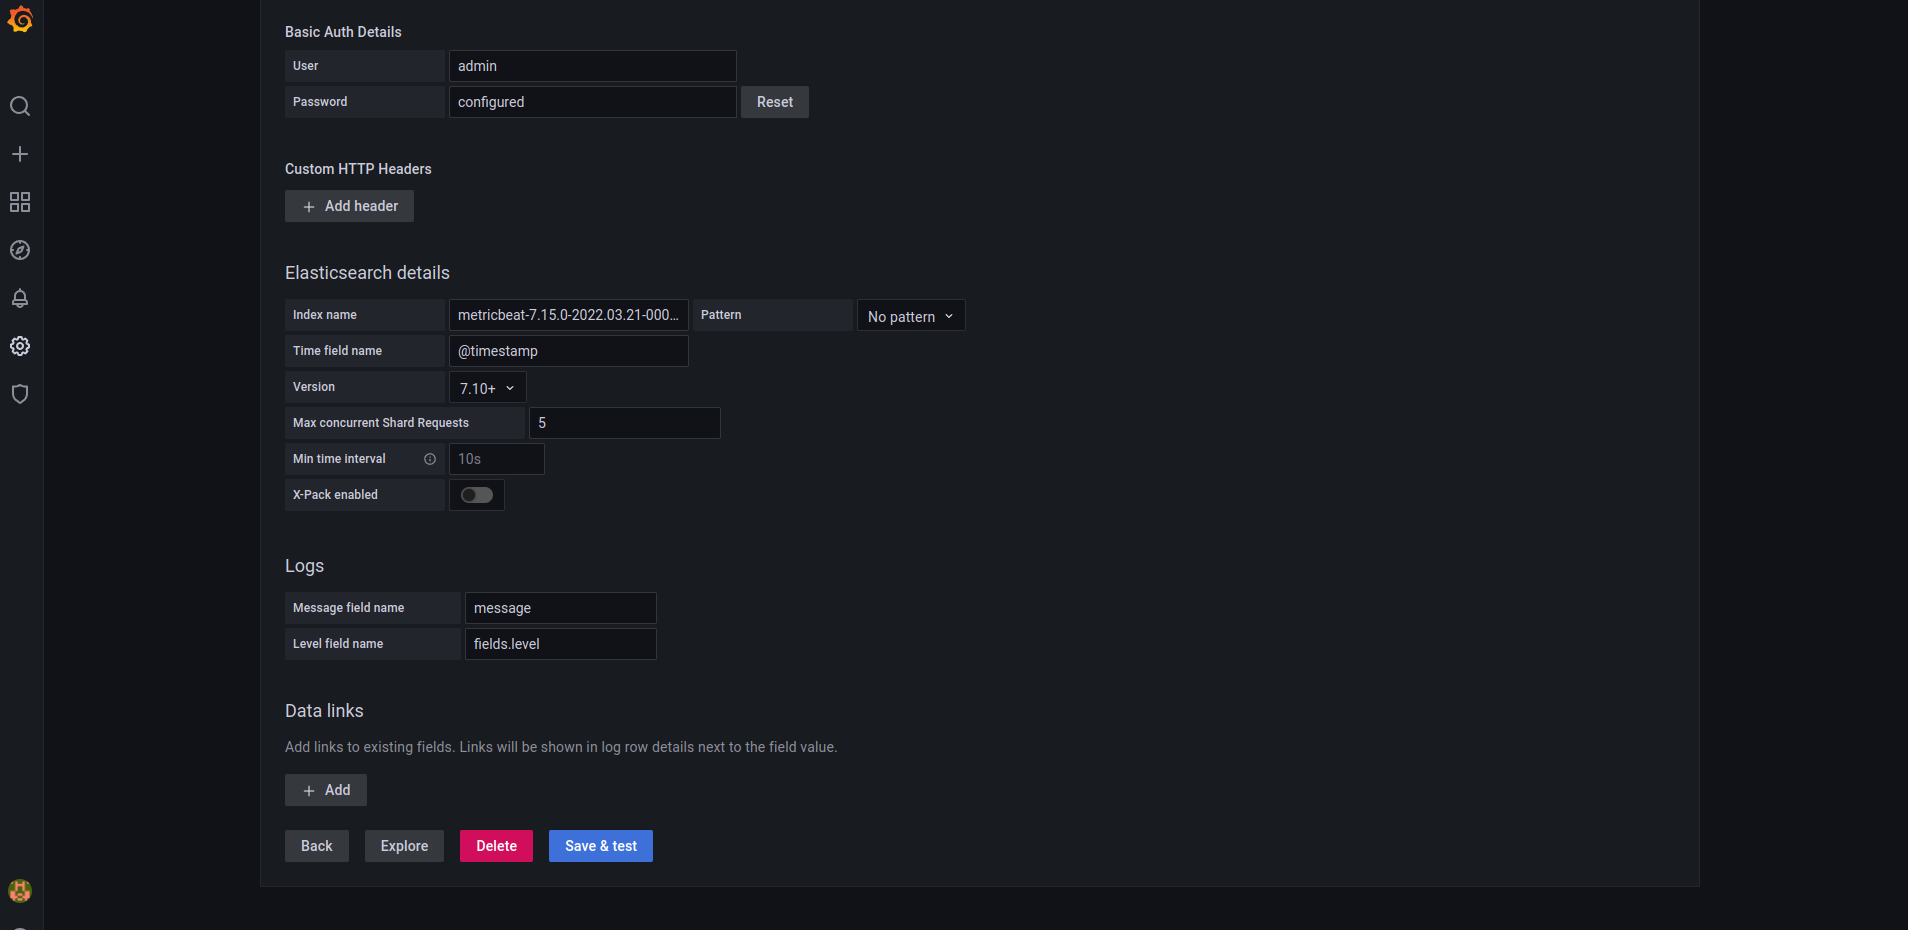 Basic Auth Details
User admin
Password configured Reset
Custom HTTP Headers
+ Add header
Elasticsearch details
Index name metricbeat-7.15.0-2022.03.21-000... Pattern No pattern
Time field name @timestamp
Version 7.10+
Max concurrent Shard Requests 5
Min time interval 10s
X-Pack enabled
Logs
Message field name message
Level field name fields.level
Data links
Add links to existing fields. Links will be shown in log row details next to the field value.
+ Add
Back Explore Delete Save & test